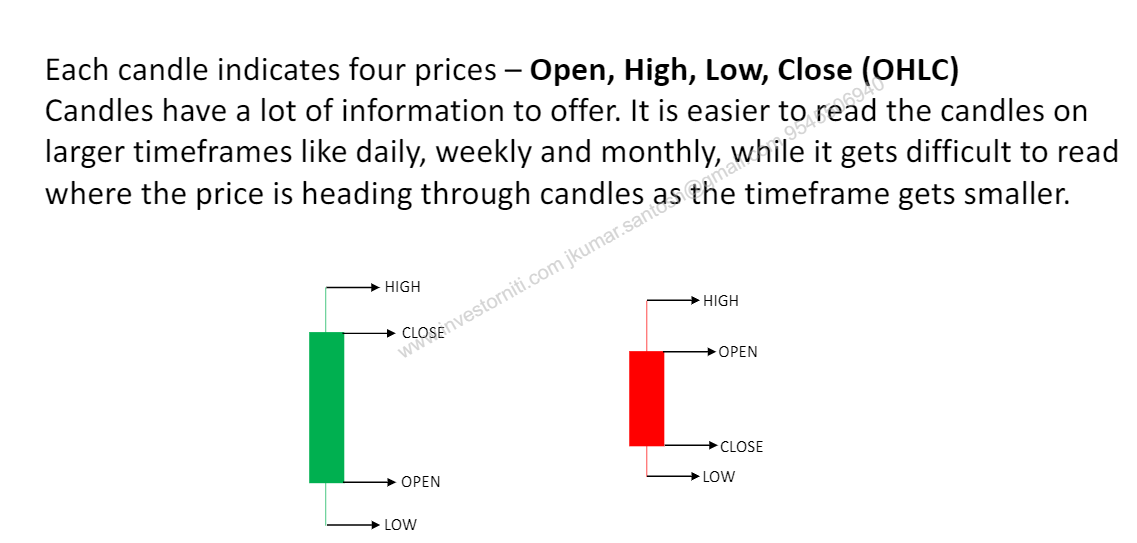 Each candle indicates four prices – Open, High, Low, Close (OHLC)
Candles have a lot of information to offer. It is easier to read the candles on
larger timeframes like daily, weekly and monthly, while it gets difficult to read
where the price is heading through candles as the timeframe gets smaller.
HIGH
CLOSE
OPEN
LOW
HIGH
OPEN
CLOSE
LOW